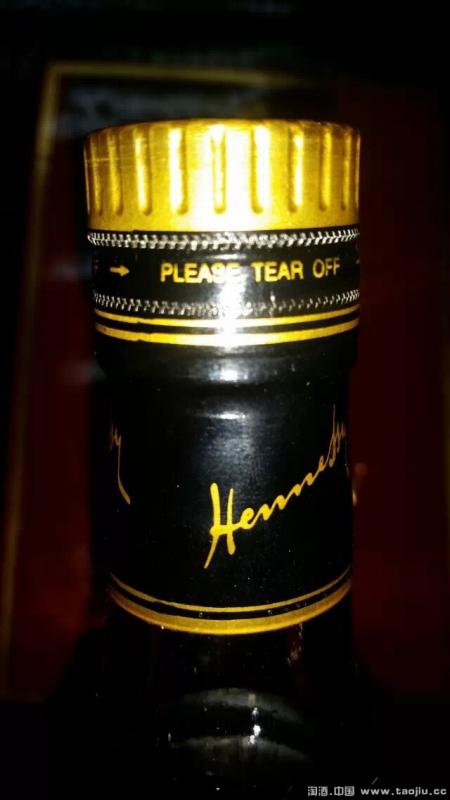 → PLEASE TEAR OFF
Hennessy
淘酒.中国 www.taojiu.cc